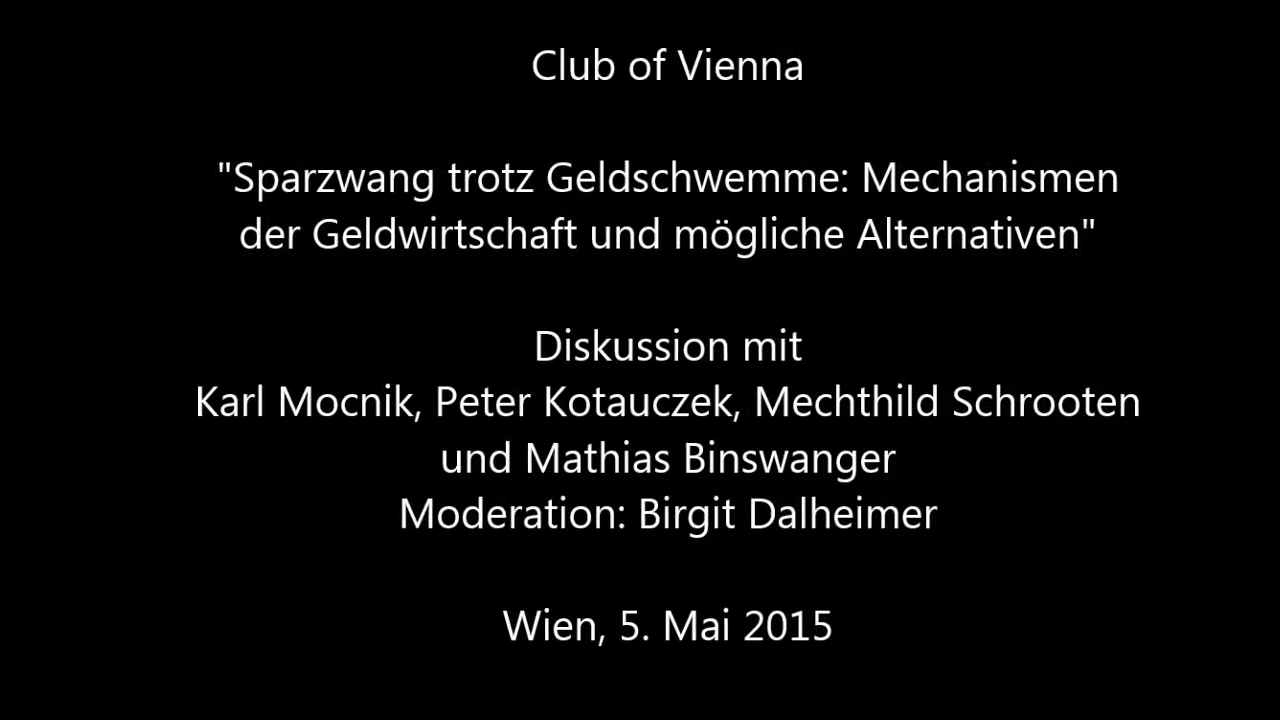 Club of Vienna
"Sparzwang trotz Geldschwemme: Mechanismen
der Geldwirtschaft und mögliche Alternativen"
Diskussion mit
Karl Mocnik, Peter Kotauczek, Mechthild Schrooten
und Mathias Binswanger
Moderation: Birgit Dalheimer
Wien, 5. Mai 2015